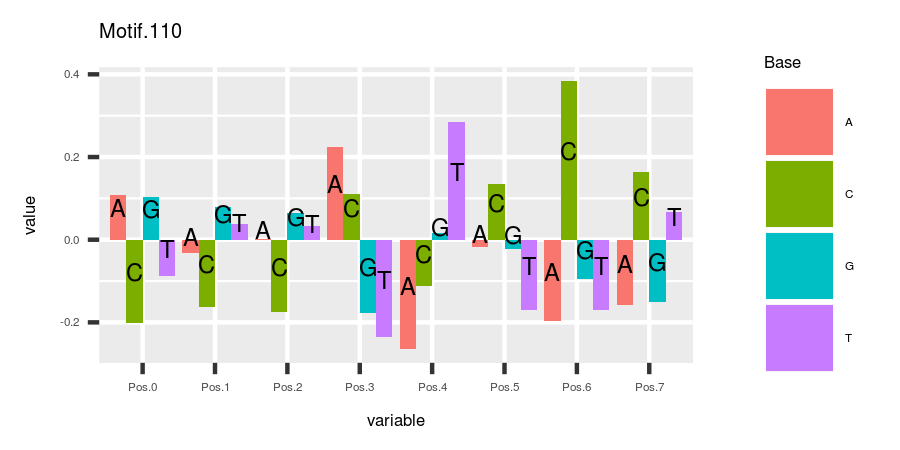 Motif.110
Base
A
C
G
T
value
0.4
0.2
0.0
-0.2
A C G T A C G T A C G T A C G T A C G T A C G T A C G T A C G T
Pos.0 Pos.1 Pos.2 Pos.3 Pos.4 Pos.5 Pos.6 Pos.7
variable